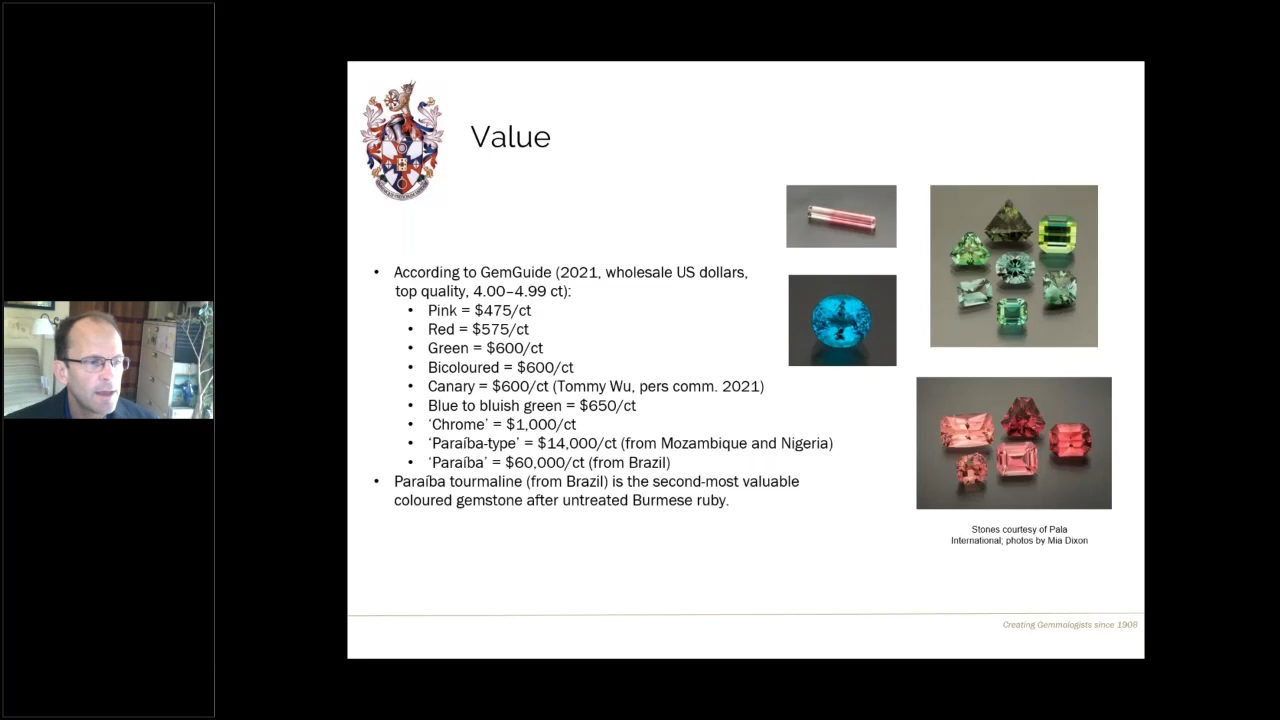 Value
• According to GemGuide (2021, wholesale US dollars,
top quality, 4.00–4.99 ct):
• Pink = $475/ct
• Red = $575/ct
• Green = $600/ct
• Bicoloured = $600/ct
• Canary = $600/ct (Tommy Wu, pers comm. 2021)
• Blue to bluish green = $650/ct
• ‘Chrome’ = $1,000/ct
• ‘Paraíba-type’ = $14,000/ct (from Mozambique and Nigeria)
• ‘Paraíba’ = $60,000/ct (from Brazil)
• Paraíba tourmaline (from Brazil) is the second-most valuable
coloured gemstone after untreated Burmese ruby.
Stones courtesy of Pala
International; photos by Mia Dixon
Creating Gemmologists since 1908